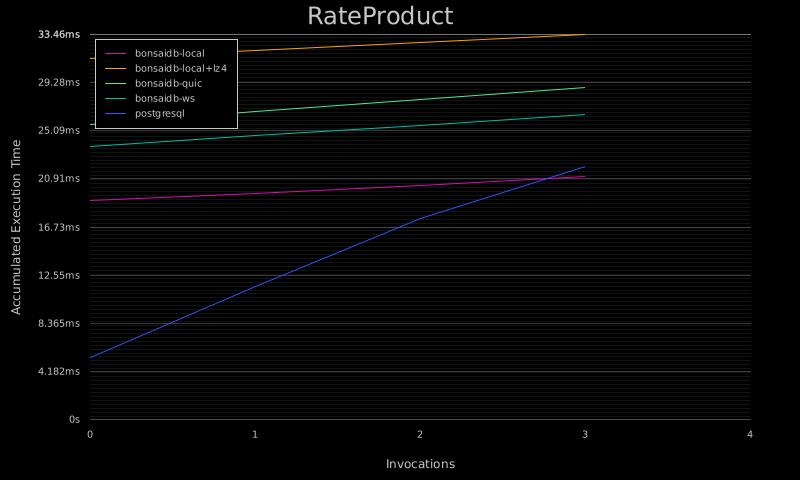 RateProduct
33.46ms
bonsaidb-local
bonsaidb-local+lz4
bonsaidb-quic
bonsaidb-ws
postgresql
29.28ms
25.09ms
20.91ms
16.73ms
12.55ms
8.365ms
4.182ms
0s
Accumulated Execution Time
0 1 2 3 4
Invocations